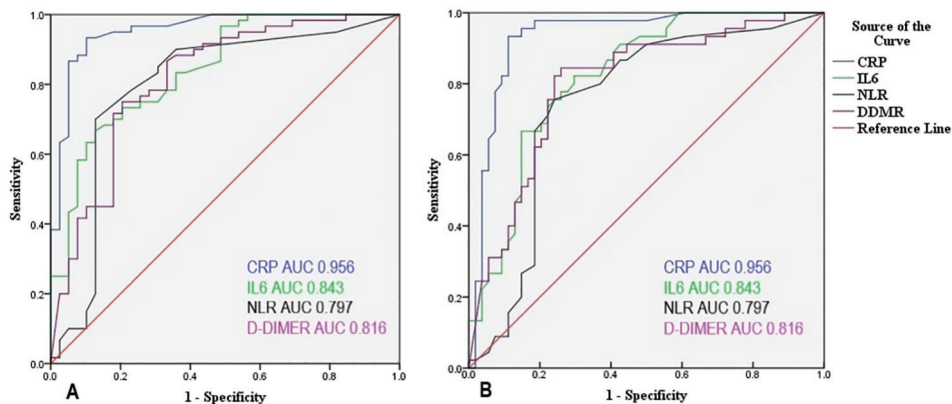 1.0
0.8
0.6
0.4
0.2
0.0
Sensitivity
0.0 0.2 0.4 0.6 0.8 1.0
1 - Specificity
A
CRP AUC 0.956
IL6 AUC 0.843
NLR AUC 0.797
D-DIMER AUC 0.816
1.0
0.8
0.6
0.4
0.2
0.0
Sensitivity
0.0 0.2 0.4 0.6 0.8 1.0
1 - Specificity
B
CRP AUC 0.956
IL6 AUC 0.843
NLR AUC 0.797
D-DIMER AUC 0.816
Source of the
Curve
CRP
IL6
NLR
DDMR
Reference Line